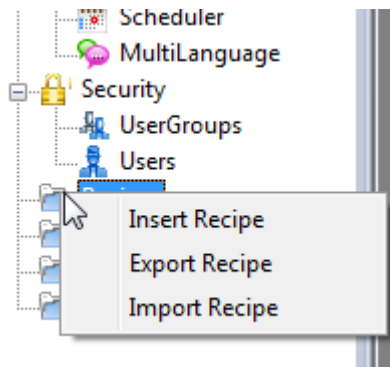 Scheduler
MultiLanguage
Security
UserGroups
Users
Insert Recipe
Export Recipe
Import Recipe